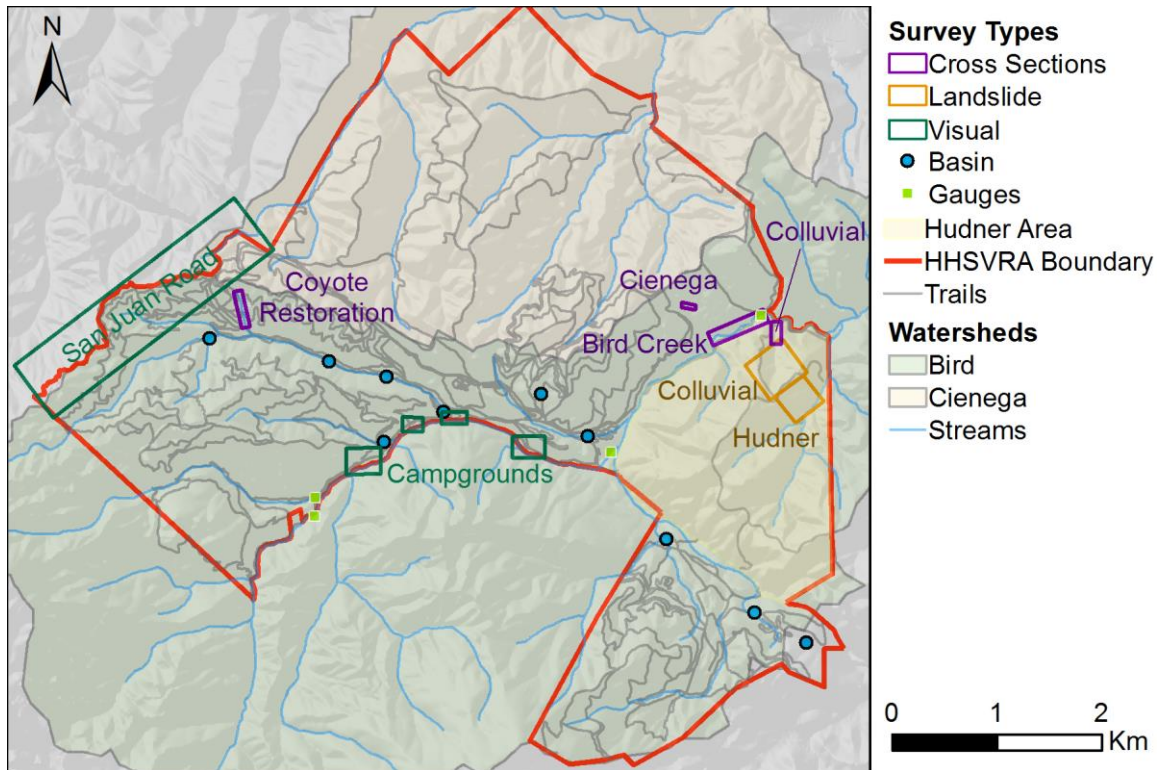 N
San Juan Road
Coyote
Restoration
Cienega
Colluvial
Bird Creek
Colluvial
Hudner
Campgrounds
Survey Types
Cross Sections
Landslide
Visual
Basin
Gauges
Hudner Area
HHSVRA Boundary
Trails
Watersheds
Bird
Cienega
Streams
0 1 2
Km